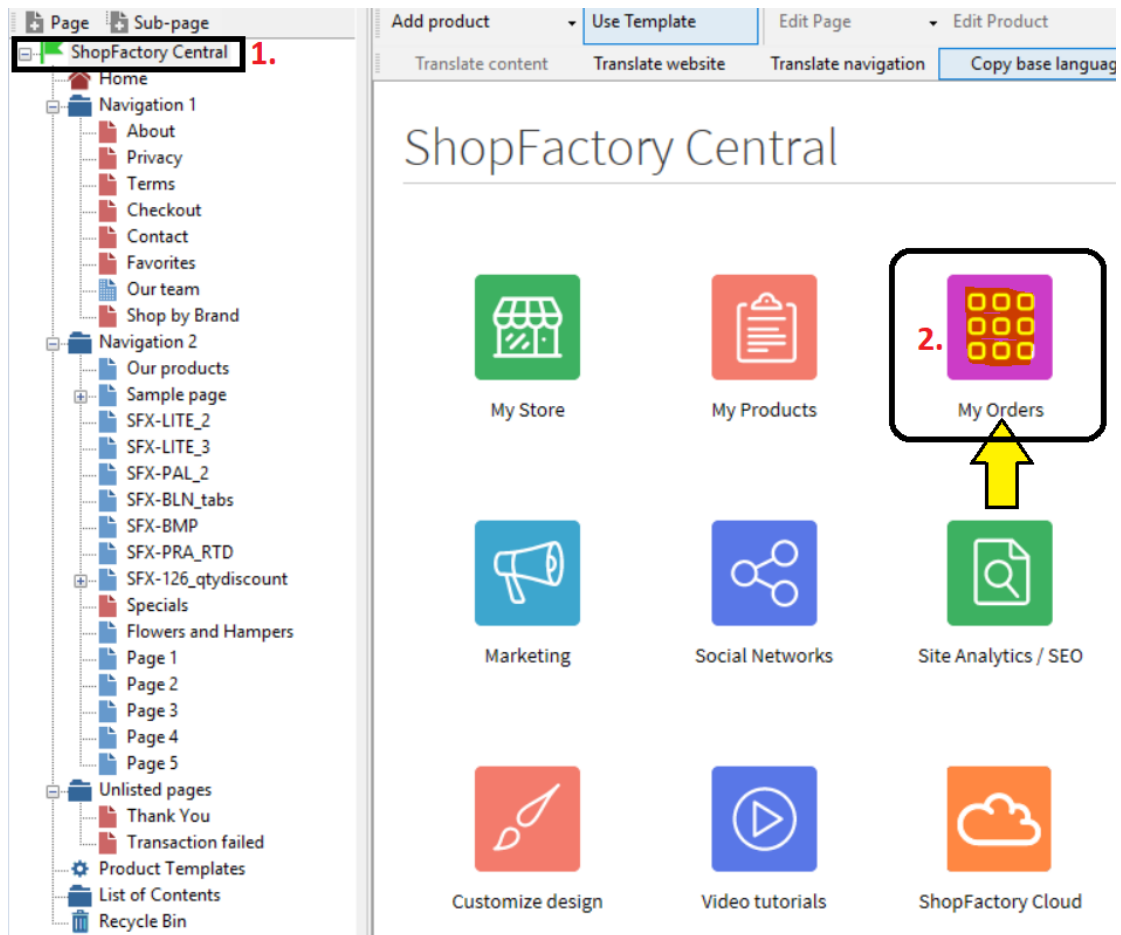 Page Sub-page
ShopFactory Central 1.
Home
Navigation 1
About
Privacy
Terms
Checkout
Contact
Favorites
Our team
Shop by Brand
Navigation 2
Our products
Sample page
SFX-LITE_2
SFX-LITE_3
SFX-PAL_2
SFX-BLN_tabs
SFX-BMP
SFX-PRA_RTD
SFX-126_qtydiscount
Specials
Flowers and Hampers
Page 1
Page 2
Page 3
Page 4
Page 5
Unlisted pages
Thank You
Transaction failed
Product Templates
List of Contents
Recycle Bin
Add product Use Template Edit Page Edit Product
Translate content Translate website Translate navigation Copy base languag
ShopFactory Central
2.
My Store My Products My Orders
Marketing Social Networks Site Analytics / SEO
Customize design Video tutorials ShopFactory Cloud